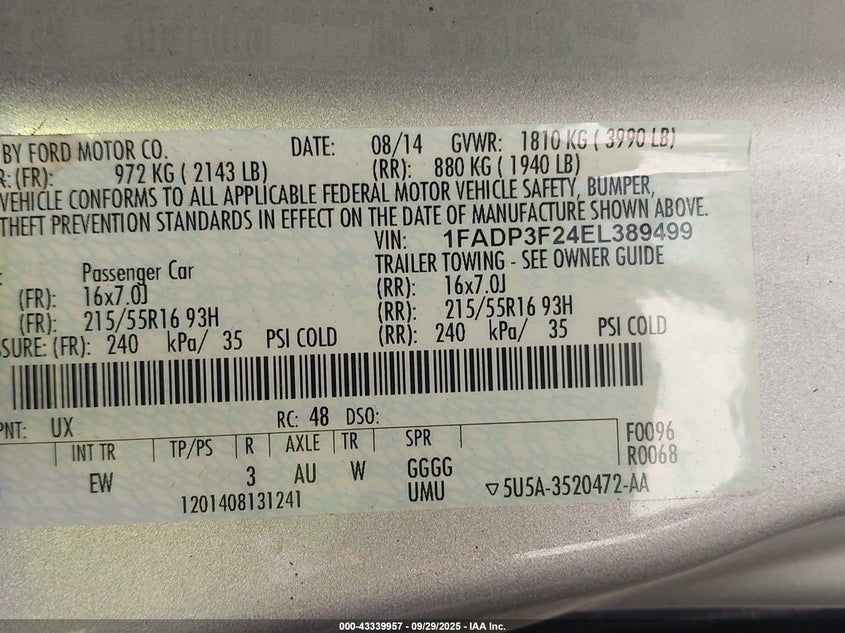 BY FORD MOTOR CO. DATE: 08/14 GVWR: 1810 KG ( 3990 LB)
R: (FR): 972 KG ( 2143 LB) (RR): 880 KG ( 1940 LB)
VEHICLE CONFORMS TO ALL APPLICABLE FEDERAL MOTOR VEHICLE SAFETY, BUMPER,
THEFT PREVENTION STANDARDS IN EFFECT ON THE DATE OF MANUFACTURE SHOWN ABOVE.
VIN: 1FADP3F24EL389499
Passenger Car TRAILER TOWING - SEE OWNER GUIDE
(FR): 16x7.0J (RR): 16x7.0J
(FR): 215/55R16 93H (RR): 215/55R16 93H
SSURE: (FR): 240 kPa/ 35 PSI COLD (RR): 240 kPa/ 35 PSI COLD
PNT: UX RC: 48 DSO:
INT TR TP/PS R AXLE TR SPR F0096
EW 3 AU W GGGG R0068
UMU ▽5U5A-3520472-AA
1201408131241
000-43339957 - 09/29/2025 - IAA Inc.